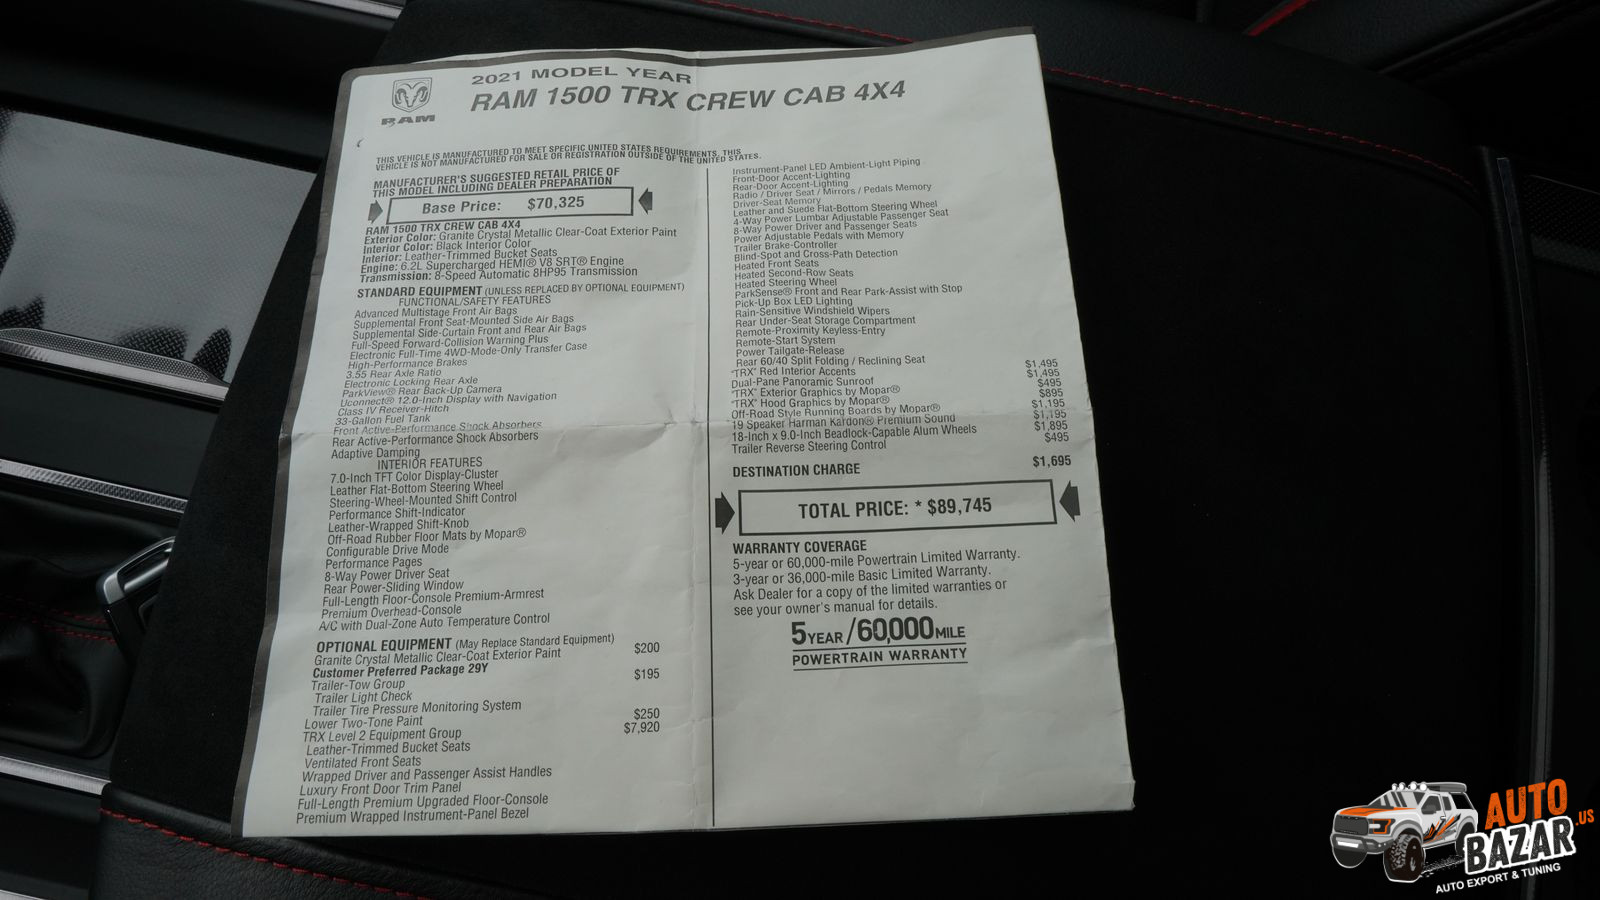 2021 MODEL YEAR
RAM 1500 TRX CREW CAB 4X4
RAM
THIS VEHICLE IS MANUFACTURED TO MEET SPECIFIC UNITED STATES REQUIREMENTS. THIS
VEHICLE IS NOT MANUFACTURED FOR SALE OR REGISTRATION OUTSIDE OF THE UNITED STATES.
MANUFACTURER'S SUGGESTED RETAIL PRICE OF
THIS MODEL INCLUDING DEALER PREPARATION
Base Price: $70,325
RAM 1500 TRX CREW CAB 4X4
Exterior Color: Granite Crystal Metallic Clear-Coat Exterior Paint
Interior Color: Black Interior Color
Interior: Leather-Trimmed Bucket Seats
Engine: 6.2L Supercharged HEMI® V8 SRT® Engine
Transmission: 8-Speed Automatic 8HP95 Transmission
STANDARD EQUIPMENT (UNLESS REPLACED BY OPTIONAL EQUIPMENT)
FUNCTIONAL/SAFETY FEATURES
Advanced Multistage Front Air Bags
Supplemental Front Seat-Mounted Side Air Bags
Supplemental Side-Curtain Front and Rear Air Bags
Full-Speed Forward-Collision Warning Plus
Electronic Full-Time 4WD-Mode-Only Transfer Case
High-Performance Brakes
3.55 Rear Axle Ratio
Electronic Locking Rear Axle
ParkView® Rear Back-Up Camera
Uconnect® 12.0-Inch Display with Navigation
Class IV Receiver-Hitch
33-Gallon Fuel Tank
Front Active-Performance Shock Absorbers
Rear Active-Performance Shock Absorbers
Adaptive Damping
INTERIOR FEATURES
7.0-Inch TFT Color Display-Cluster
Leather Flat-Bottom Steering Wheel
Steering-Wheel-Mounted Shift Control
Performance Shift-Indicator
Leather-Wrapped Shift-Knob
Off-Road Rubber Floor Mats by Mopar®
Configurable Drive Mode
Performance Pages
8-Way Power Driver Seat
Rear Power-Sliding Window
Full-Length Floor-Console Premium-Armrest
Premium Overhead-Console
A/C with Dual-Zone Auto Temperature Control
OPTIONAL EQUIPMENT (May Replace Standard Equipment)
Granite Crystal Metallic Clear-Coat Exterior Paint $200
Customer Preferred Package 29Y
Trailer-Tow Group $195
Trailer Light Check
Trailer Tire Pressure Monitoring System
Lower Two-Tone Paint $250
TRX Level 2 Equipment Group $7,920
Leather-Trimmed Bucket Seats
Ventilated Front Seats
Wrapped Driver and Passenger Assist Handles
Luxury Front Door Trim Panel
Full-Length Premium Upgraded Floor-Console
Premium Wrapped Instrument-Panel Bezel
Instrument-Panel LED Ambient-Light Piping
Front-Door Accent-Lighting
Rear-Door Accent-Lighting
Radio / Driver Seat / Mirrors / Pedals Memory
Driver-Seat Memory
Leather and Suede Flat-Bottom Steering Wheel
4-Way Power Lumbar Adjustable Passenger Seat
8-Way Power Driver and Passenger Seats
Power Adjustable Pedals with Memory
Trailer Brake-Controller
Blind-Spot and Cross-Path Detection
Heated Front Seats
Heated Second-Row Seats
Heated Steering Wheel
ParkSense® Front and Rear Park-Assist with Stop
Pick-Up Box LED Lighting
Rain-Sensitive Windshield Wipers
Rear Under-Seat Storage Compartment
Remote-Proximity Keyless-Entry
Remote-Start System
Power Tailgate-Release
Rear 60/40 Split Folding / Reclining Seat
"TRX" Red Interior Accents $1,495
Dual-Pane Panoramic Sunroof $1,495
"TRX" Exterior Graphics by Mopar® $495
"TRX" Hood Graphics by Mopar® $895
Off-Road Style Running Boards by Mopar® $1,195
19 Speaker Harman Kardon® Premium Sound $1,195
18-Inch x 9.0-Inch Beadlock-Capable Alum Wheels $1,895
Trailer Reverse Steering Control $495
DESTINATION CHARGE $1,695
TOTAL PRICE: * $89,745
WARRANTY COVERAGE
5-year or 60,000-mile Powertrain Limited Warranty.
3-year or 36,000-mile Basic Limited Warranty.
Ask Dealer for a copy of the limited warranties or
see your owner's manual for details.
5 YEAR / 60,000 MILE
POWERTRAIN WARRANTY
AUTO
BAZAR.US
AUTO EXPORT & TUNING